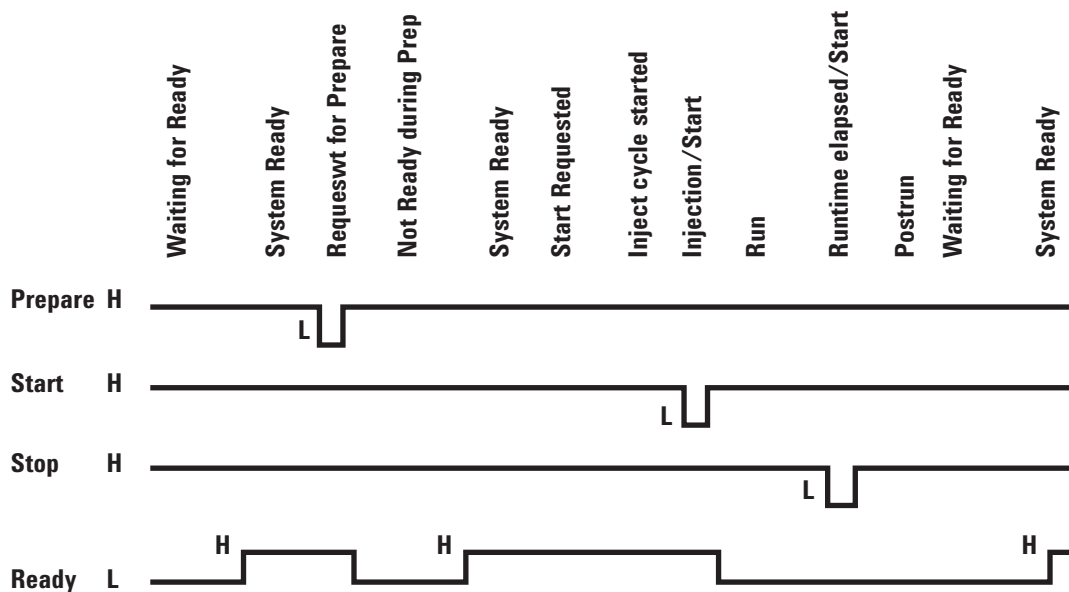 Waiting for Ready
System Ready
Requeswt for Prepare
Not Ready during Prep
System Ready
Start Requested
Inject cycle started
Injection/Start
Run
Runtime elapsed/Start
Postrun
Waiting for Ready
System Ready
Prepare H
L
Start H
L
Stop H
L
H H H
Ready L